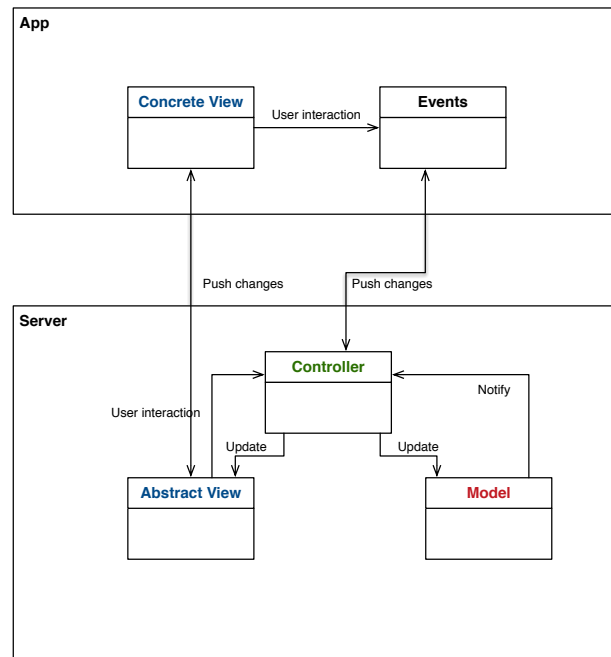 App
Concrete View
Events
User interaction
Push changes
Push changes
Server
Controller
Notify
User interaction
Update
Update
Abstract View
Model